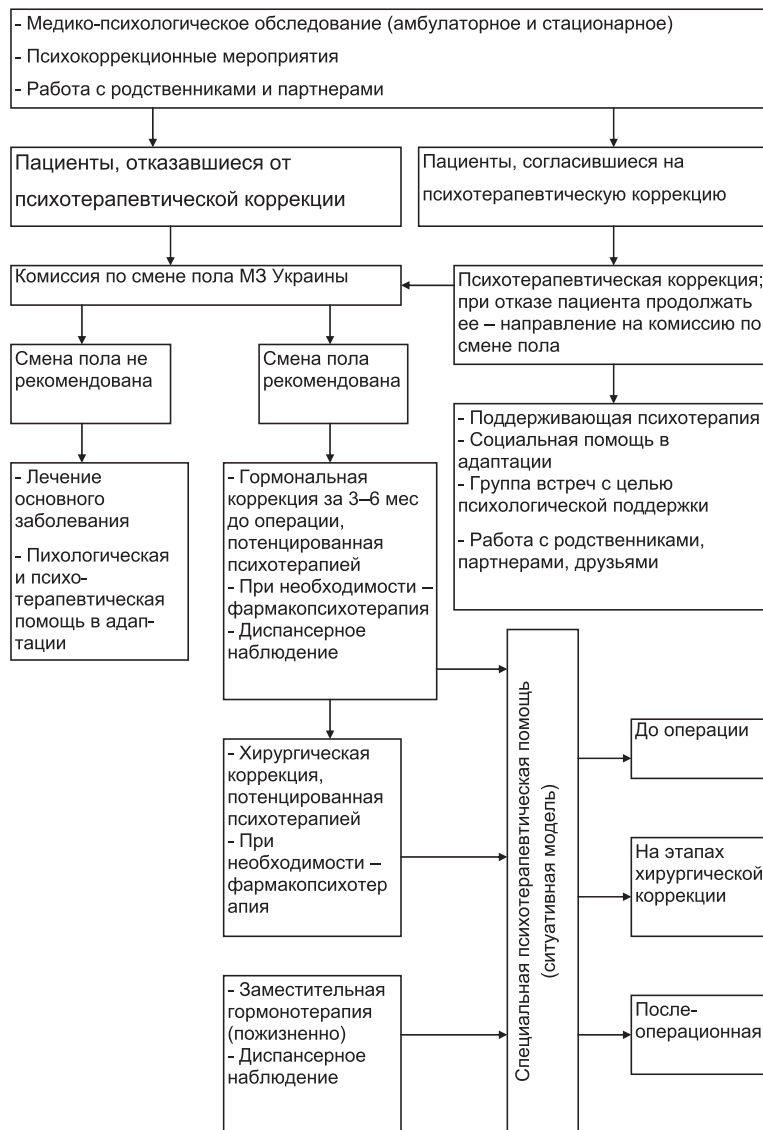 - Медико-психологическое обследование (амбулаторное и стационарное)
- Психокоррекционные мероприятия
- Работа с родственниками и партнерами
Пациенты, отказавшиеся от
психотерапевтической коррекции
Пациенты, согласившиеся на
психотерапевтическую коррекцию
Комиссия по смене пола МЗ Украины
Психотерапевтическая коррекция;
при отказе пациента продолжать
ее – направление на комиссию по
смене пола
Смена пола не
рекомендована
Смена пола
рекомендована
- Поддерживающая психотерапия
- Социальная помощь в
адаптации
- Группа встреч с целью
психологической поддержки
- Работа с родственниками,
партнерами, друзьями
- Лечение
основного
заболевания
- Пихологическая
и психо-
терапевтическая
помощь в адап-
тации
- Гормональная
коррекция за 3–6 мес
до операции,
потенцированная
психотерапией
- При необходимости –
фармакопсихотерапия
- Диспансерное
наблюдение
- Хирургическая
коррекция,
потенцированная
психотерапией
- При
необходимости –
фармакопсихотер
апия
- Заместительная
гормонотерапия
(пожизненно)
- Диспансерное
наблюдение
Специальная психотерапевтическая помощь
(ситуативная модель)
До операции
На этапах
хирургической
коррекции
После-
операционная